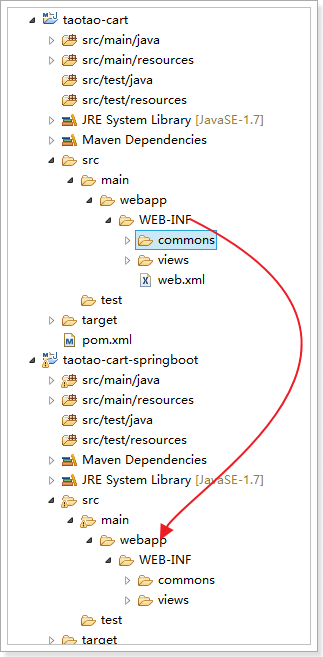 taotao-cart
src/main/java
src/main/resources
src/test/java
src/test/resources
JRE System Library [JavaSE-1.7]
Maven Dependencies
src
main
webapp
WEB-INF
commons
views
web.xml
test
target
pom.xml
taotao-cart-springboot
src/main/java
src/main/resources
src/test/java
src/test/resources
Maven Dependencies
JRE System Library [JavaSE-1.7]
src
main
webapp
WEB-INF
commons
views
test
target